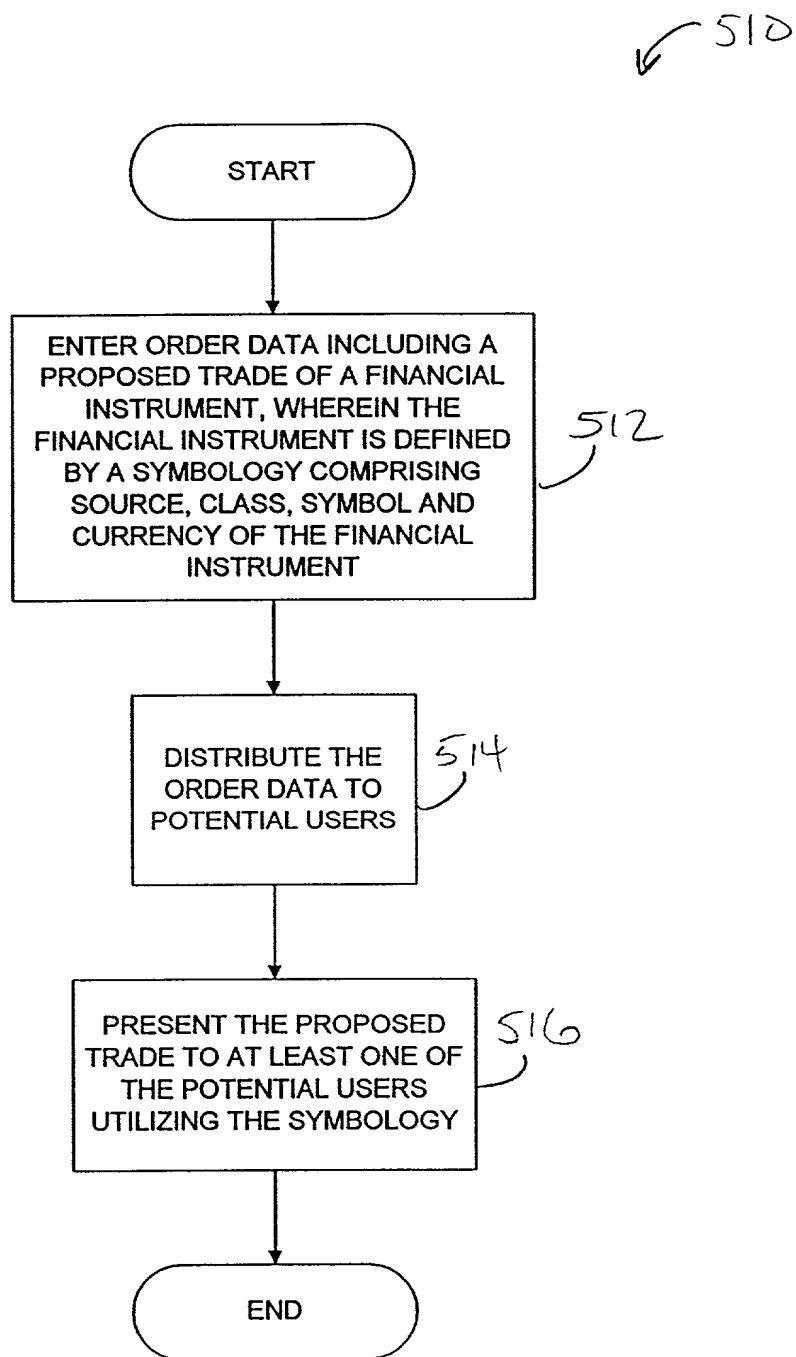 510
START
ENTER ORDER DATA INCLUDING A
PROPOSED TRADE OF A FINANCIAL
INSTRUMENT, WHEREIN THE
FINANCIAL INSTRUMENT IS DEFINED
BY A SYMBOLOGY COMPRISING
SOURCE, CLASS, SYMBOL AND
CURRENCY OF THE FINANCIAL
INSTRUMENT
512
DISTRIBUTE THE
ORDER DATA TO
POTENTIAL USERS
514
PRESENT THE PROPOSED
TRADE TO AT LEAST ONE OF
THE POTENTIAL USERS
UTILIZING THE SYMBOLOGY
516
END